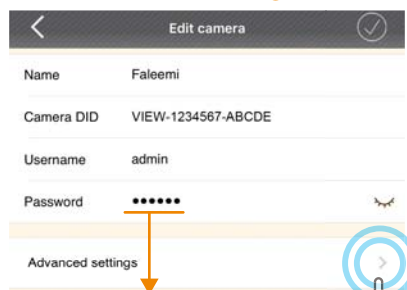 Edit camera
Name Faleemi
Camera DID VIEW-1234567-ABCDE
Username admin
Password ••••••
Advanced settings